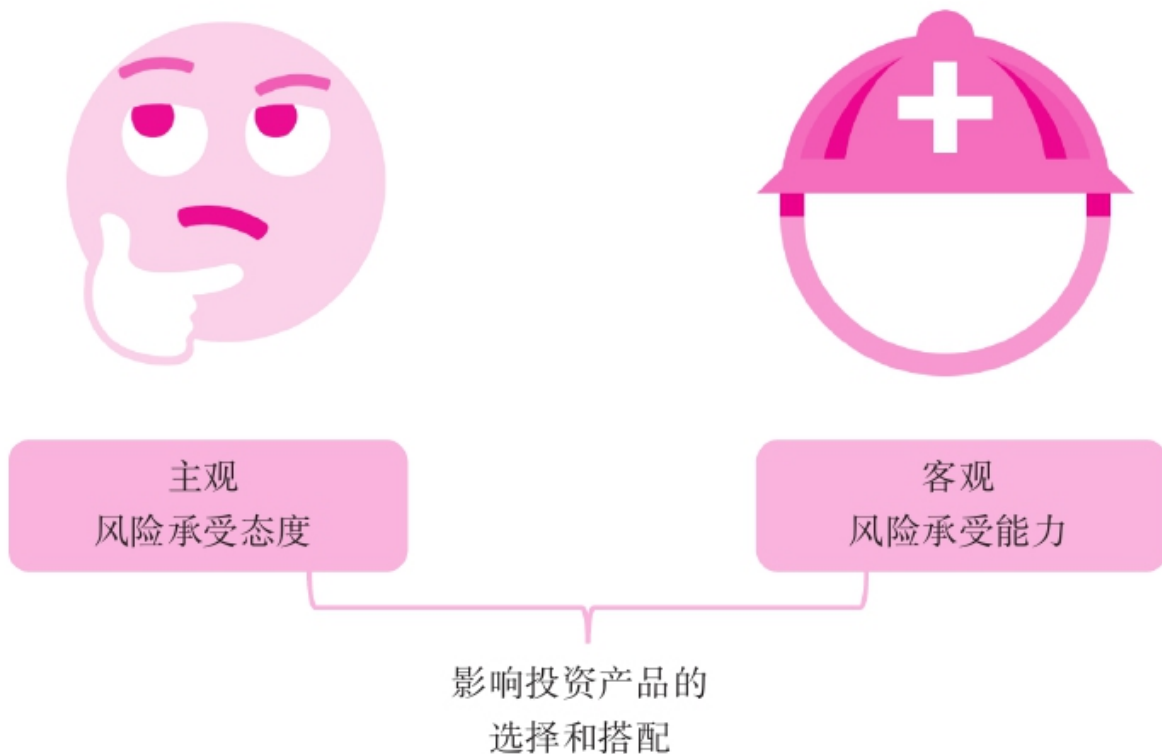 主观
风险承受态度
客观
风险承受能力
影响投资产品的
选择和搭配